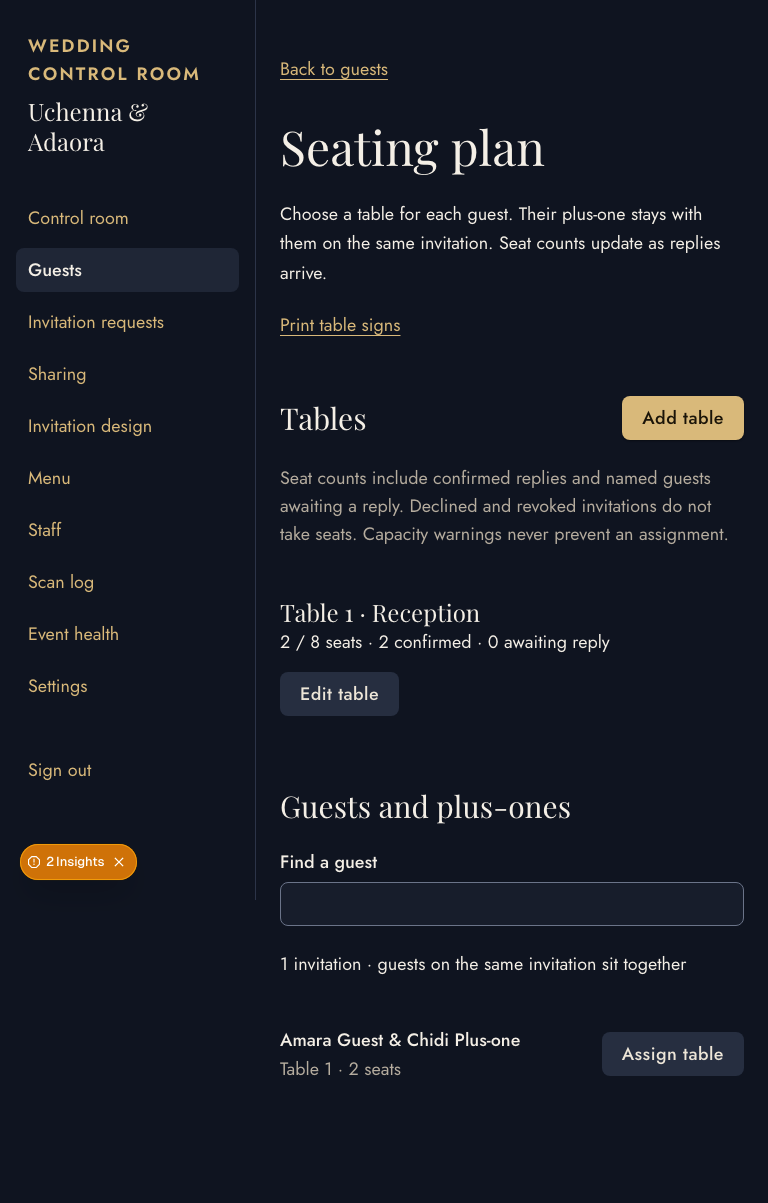 WEDDING
CONTROL ROOM
Uchenna &
Adaora
Control room
Guests
Invitation requests
Sharing
Invitation design
Menu
Staff
Scan log
Event health
Settings
Sign out
2 Insights
Back to guests
Seating plan
Choose a table for each guest. Their plus-one stays with
them on the same invitation. Seat counts update as replies
arrive.
Print table signs
Tables
Add table
Seat counts include confirmed replies and named guests
awaiting a reply. Declined and revoked invitations do not
take seats. Capacity warnings never prevent an assignment.
Table 1 · Reception
2 / 8 seats · 2 confirmed · 0 awaiting reply
Edit table
Guests and plus-ones
Find a guest
1 invitation · guests on the same invitation sit together
Amara Guest & Chidi Plus-one
Table 1 · 2 seats
Assign table